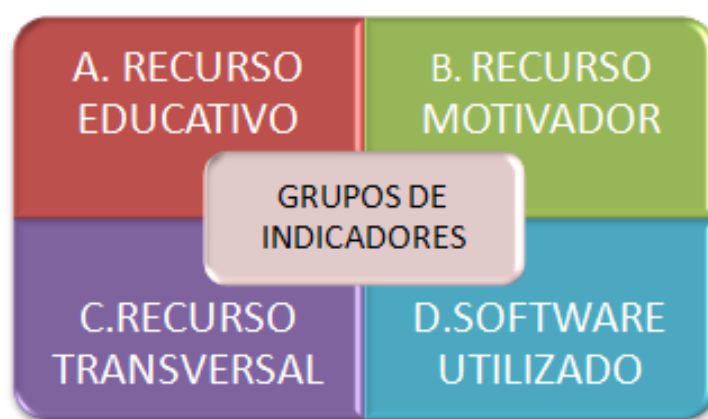 A. RECURSO
EDUCATIVO
B. RECURSO
MOTIVADOR
GRUPOS DE
INDICADORES
C.RECURSO
TRANSVERSAL
D.SOFTWARE
UTILIZADO